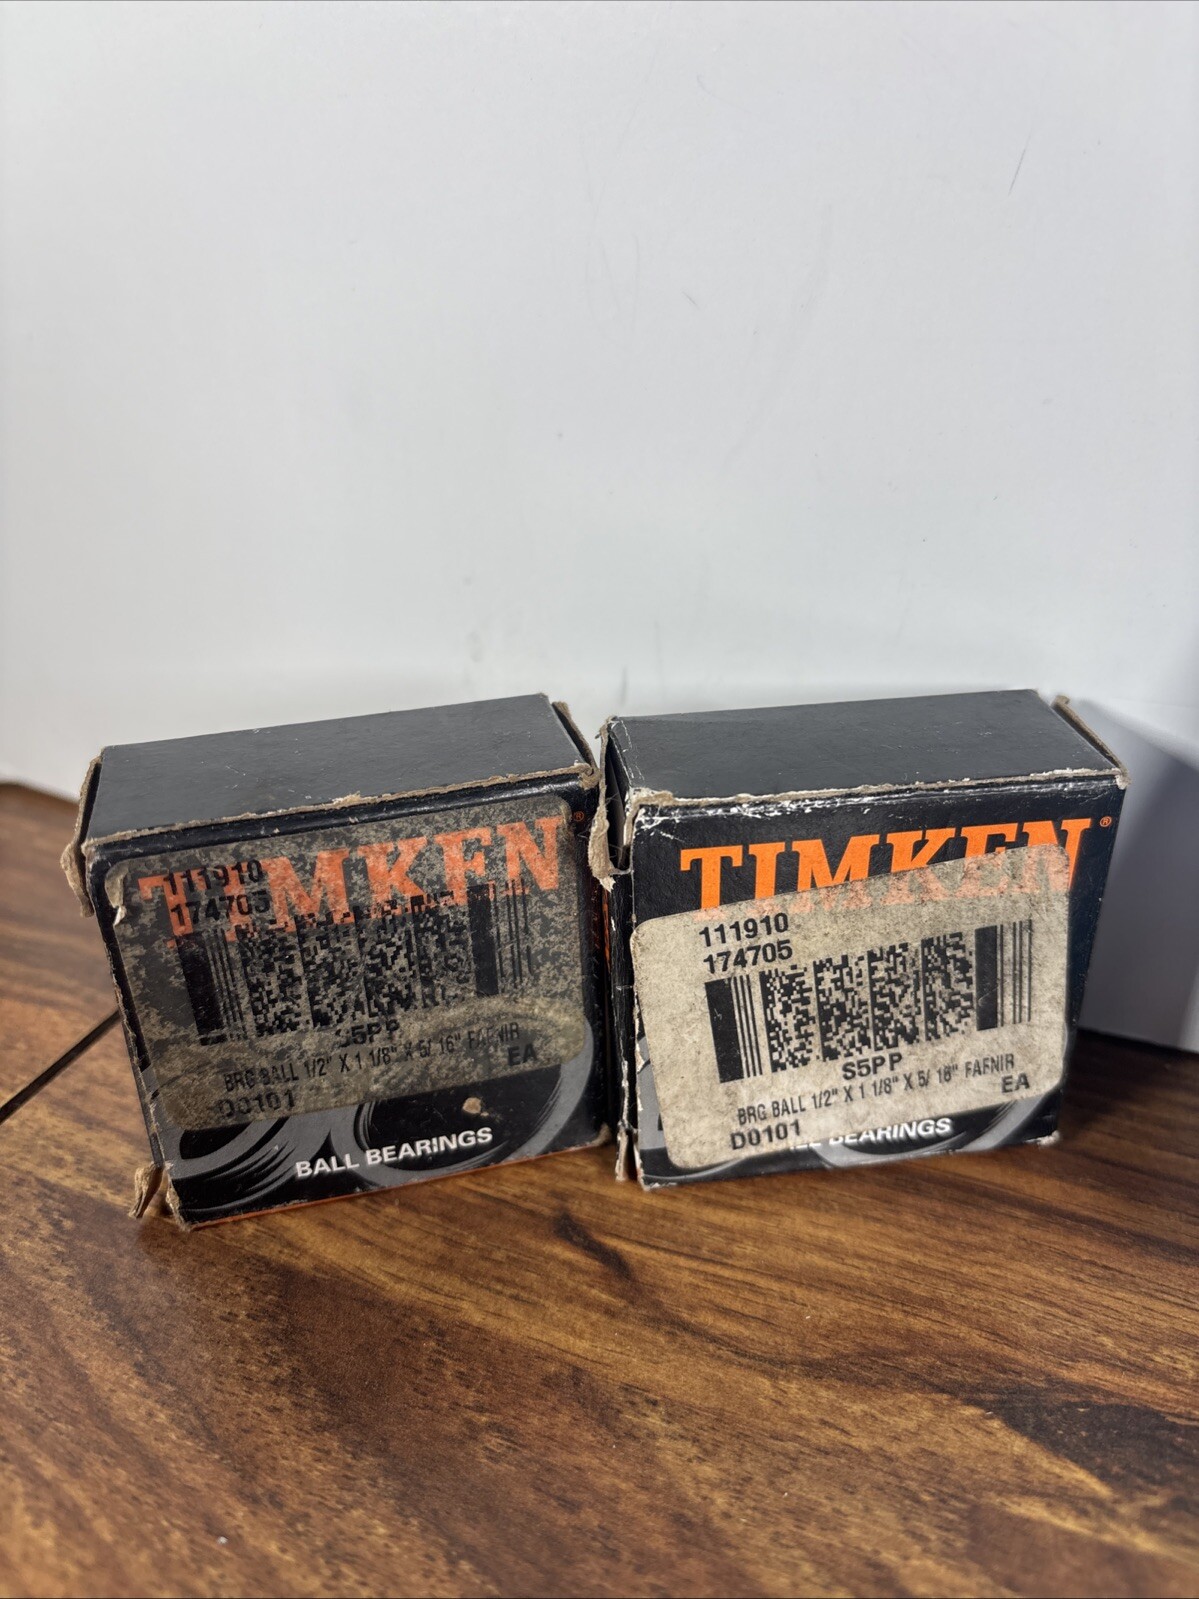 TIMKEN®
111910
174705
S5PP
BRG BALL 1/2" X 1 1/8" X 5/ 16" FAFNIR
EA
D0101
BALL BEARINGS
TIMKEN®
111910
174705
S5PP
BRG BALL 1/2" X 1 1/8" X 5/ 16" FAFNIR
EA
D0101
BEARINGS